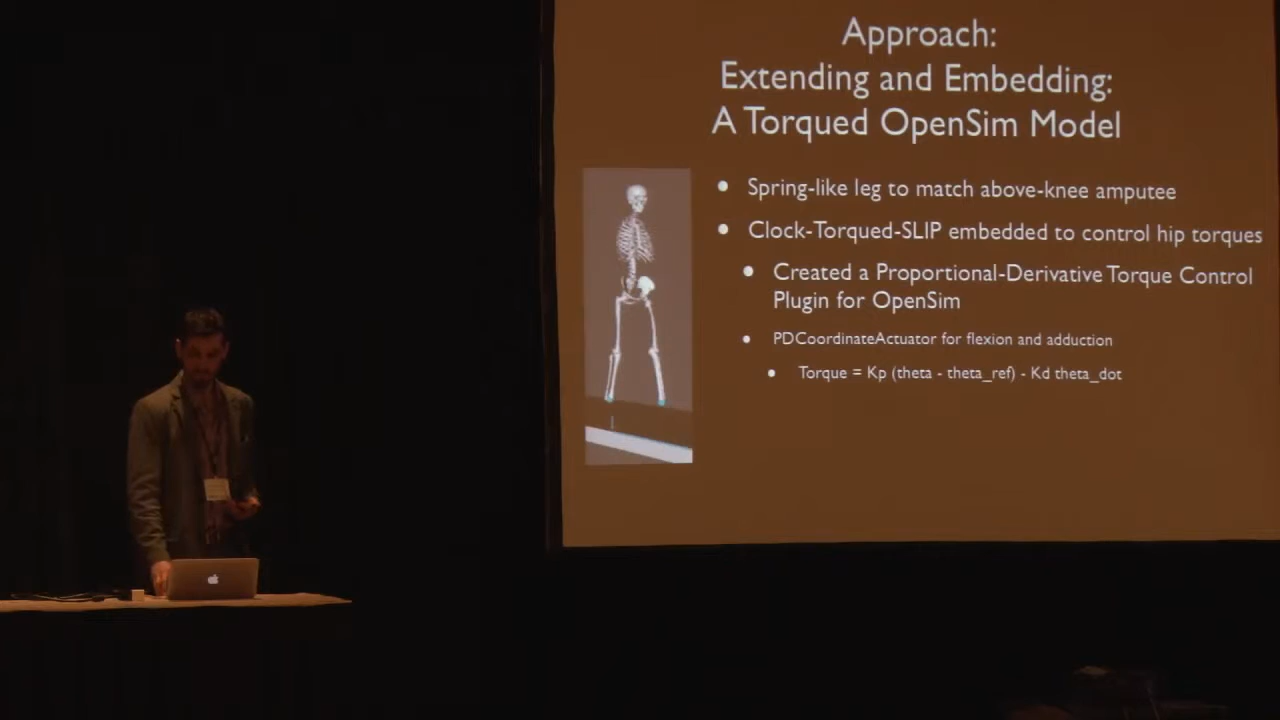 Approach:
Extending and Embedding:
A Torqued OpenSim Model
• Spring-like leg to match above-knee amputee
• Clock-Torqued-SLIP embedded to control hip torques
• Created a Proportional-Derivative Torque Control
Plugin for OpenSim
• PDCoordinateActuator for flexion and adduction
• Torque = Kp (theta - theta_ref) - Kd theta_dot